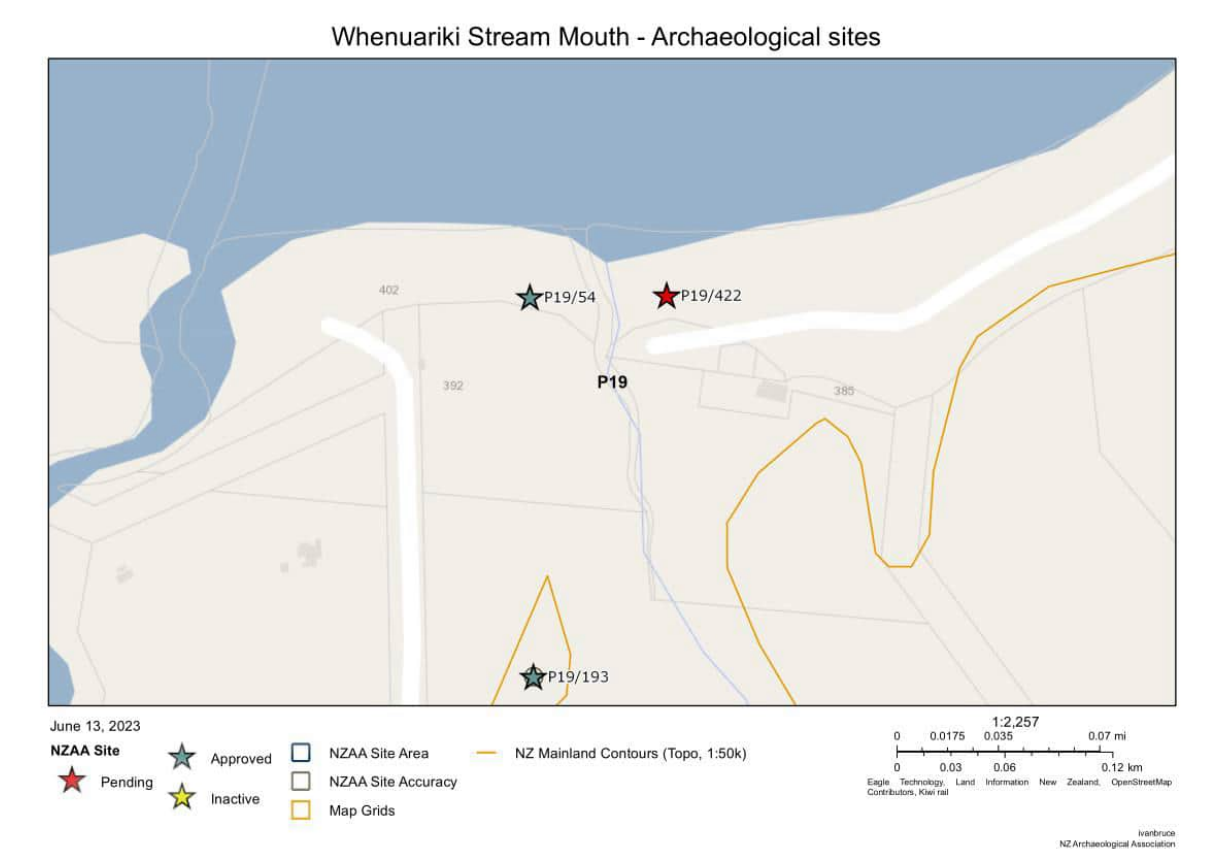 Whenuariki Stream Mouth - Archaeological sites
402
P19/54
P19/422
P19
392
385
P19/193
June 13, 2023
NZAA Site
Pending
Approved
Inactive
NZAA Site Area
NZAA Site Accuracy
Map Grids
NZ Mainland Contours (Topo, 1:50k)
1:2,257
0 0.0175 0.035 0.07 mi
0 0.03 0.06 0.12 km
Eagle Technology, Land Information New Zealand, OpenStreetMap
Contributors, Kiwi rail
ivanbruce
NZ Archaeological Association